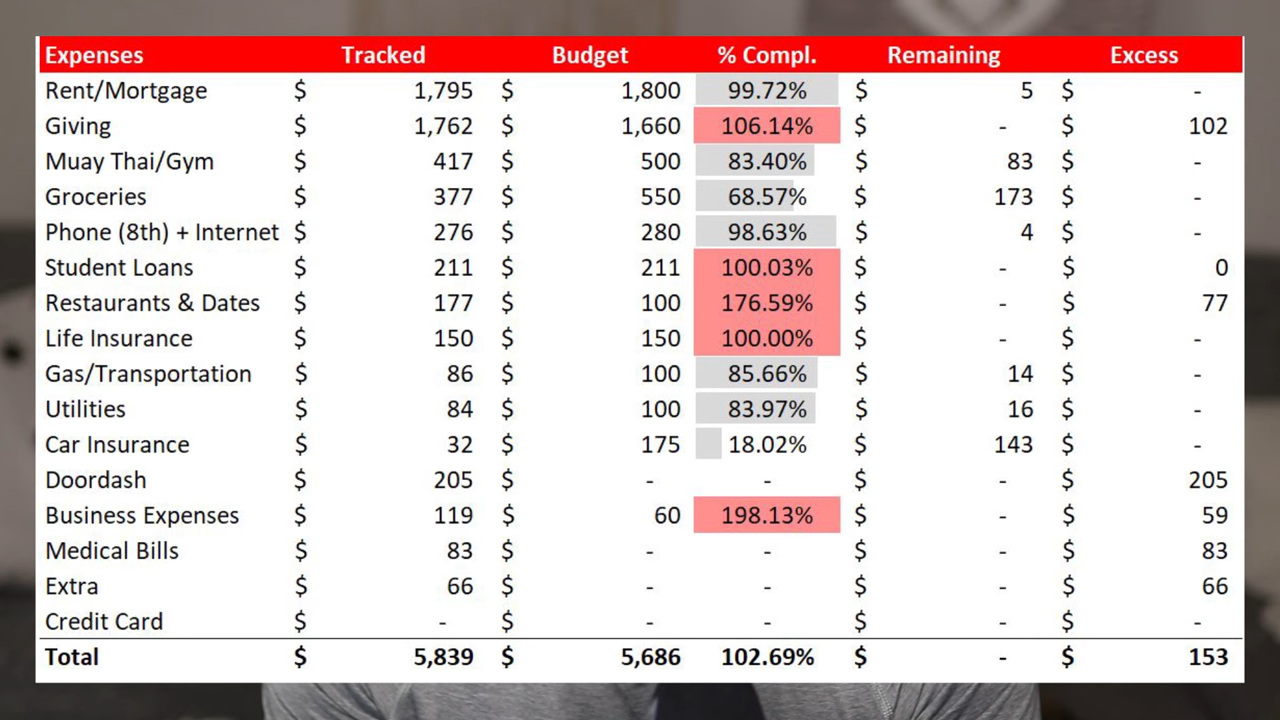 Expenses Tracked Budget % Compl. Remaining Excess
Rent/Mortgage $ 1,795 $ 1,800 99.72% $ 5 $ -
Giving $ 1,762 $ 1,660 106.14% $ - $ 102
Muay Thai/Gym $ 417 $ 500 83.40% $ 83 $ -
Groceries $ 377 $ 550 68.57% $ 173 $ -
Phone (8th) + Internet $ 276 $ 280 98.63% $ 4 $ -
Student Loans $ 211 $ 211 100.03% $ - $ 0
Restaurants & Dates $ 177 $ 100 176.59% $ - $ 77
Life Insurance $ 150 $ 150 100.00% $ - $ -
Gas/Transportation $ 86 $ 100 85.66% $ 14 $ -
Utilities $ 84 $ 100 83.97% $ 16 $ -
Car Insurance $ 32 $ 175 18.02% $ 143 $ -
Doordash $ 205 $ - - $ - $ 205
Business Expenses $ 119 $ 60 198.13% $ - $ 59
Medical Bills $ 83 $ - - $ - $ 83
Extra $ 66 $ - - $ - $ 66
Credit Card $ - $ - - $ - $ -
Total $ 5,839 $ 5,686 102.69% $ - $ 153